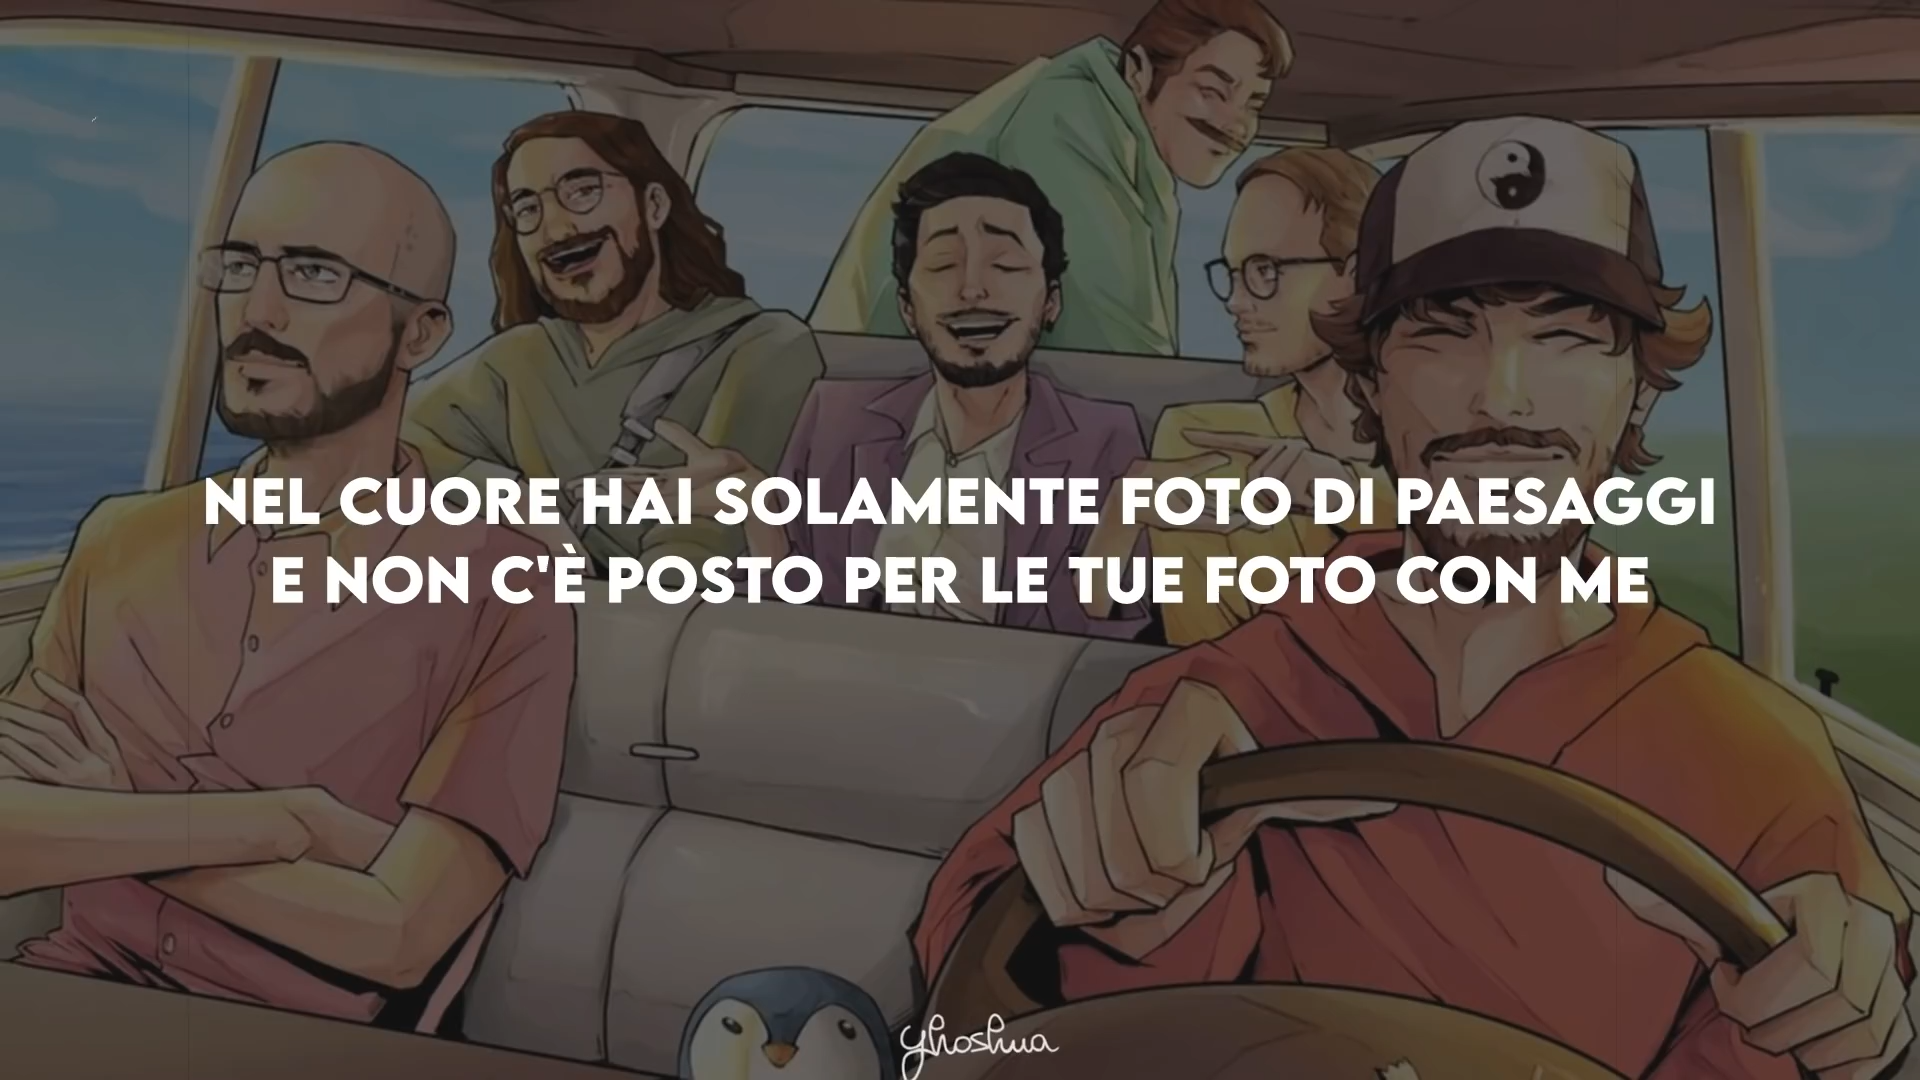 NEL CUORE HAI SOLAMENTE FOTO DI PAESAGGI
E NON C'È POSTO PER LE TUE FOTO CON ME
yhoshua